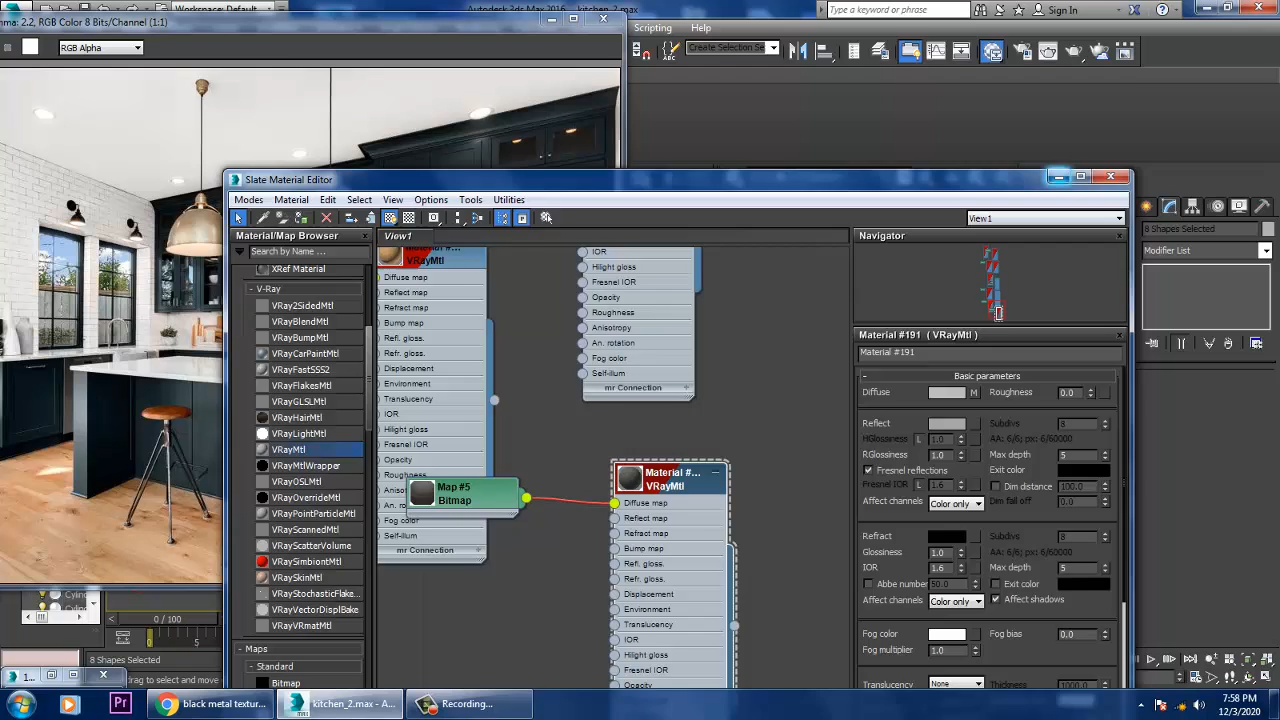 Workspace: Default
Autodesk 3ds Max 2016
kitchen_2.max
Type a keyword or phrase
Sign In
mma: 2.2, RGB Color 8 Bits/Channel (1:1)
RGB Alpha
Scripting
Help
Create Selection Se
Slate Material Editor
Modes
Material
Edit
Select
View
Options
Tools
Utilities
View1
Material/Map Browser
View1
Navigator
8 Shapes Selected
Search by Name ...
Modifier List
XRef Material
- V-Ray
VRay2SidedMtl
VRayBlendMtl
VRayBumpMtl
VRayCarPaintMtl
VRayFastSSS2
VRayFlakesMtl
VRayGLSLMtl
VRayHairMtl
VRayLightMtl
VRayMtl
VRayMtlWrapper
VRayOSLMtl
VRayOverrideMtl
VRayPointParticleMtl
VRayScannedMtl
VRayScatterVolume
VRaySimbiontMtl
VRaySkinMtl
VRayStochasticFlake...
VRayVectorDisplBake
VRayVRmatMtl
- Maps
- Standard
Bitmap
VRayMtl
Diffuse map
Reflect map
Refract map
Bump map
Refl. gloss.
Refr. gloss.
Displacement
Environment
Translucency
IOR
Hilight gloss
Fresnel IOR
Opacity
Roughness
Aniso
An. r
Fog color
Self-illum
mr Connection
Map #5
Bitmap
IOR
Hilight gloss
Fresnel IOR
Opacity
Roughness
Anisotropy
An. rotation
Fog color
Self-illum
mr Connection
Material #...
VRayMtl
Diffuse map
Reflect map
Refract map
Bump map
Refl. gloss.
Refr. gloss.
Displacement
Environment
Translucency
IOR
Hilight gloss
Fresnel IOR
Opacity
Material #191 ( VRayMtl )
Material #191
- Basic parameters
Diffuse M Roughness 0.0
Reflect Subdivs 8
HGlossiness L 1.0 AA: 6/6; px: 6/60000
RGlossiness L 1.0 Max depth 5
Fresnel reflections Exit color
Fresnel IOR L 1.6 Dim distance 100.0
Affect channels Color only Dim fall off 0.0
Refract Subdivs 8
Glossiness 1.0 AA: 6/6; px: 6/60000
IOR 1.6 Max depth 5
Abbe number 50.0 Exit color
Affect channels Color only Affect shadows
Fog color Fog bias 0.0
Fog multiplier 1.0
Translucency None Thickness 1000.0
Cylin
0 / 100
0 5
8 Shapes Selected
drag to select and move
1...
black metal textur...
kitchen_2.max - A...
Recording...
7:58 PM
12/3/2020